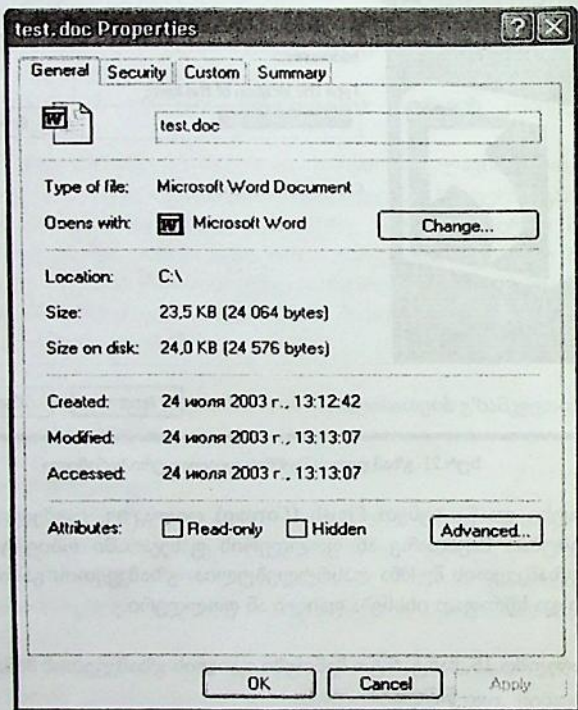 test.doc Properties
General Security Custom Summary
test.doc
Type of file: Microsoft Word Document
Opens with: Microsoft Word Change...
Location: C:\
Size: 23,5 KB (24 064 bytes)
Size on disk: 24,0 KB (24 576 bytes)
Created: 24 июля 2003 г., 13:12:42
Modified: 24 июля 2003 г., 13:13:07
Accessed: 24 июля 2003 г., 13:13:07
Attributes: Read-only Hidden Advanced...
OK Cancel Apply